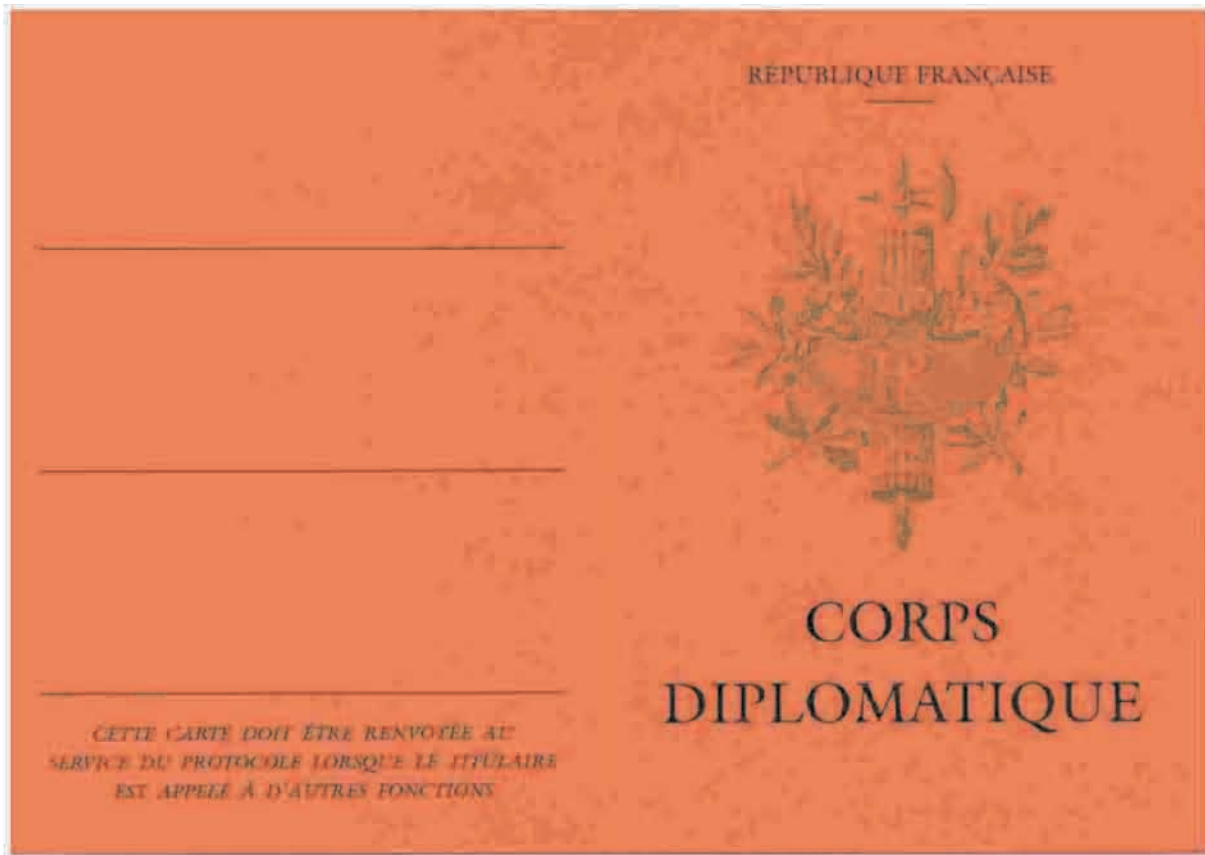 CETTE CARTE DOIT ÊTRE RENVOYÉE AU
SERVICE DU PROTOCOLE LORSQUE LE TITULAIRE
EST APPELÉ À D'AUTRES FONCTIONS
RÉPUBLIQUE FRANÇAISE
RF
CORPS
DIPLOMATIQUE